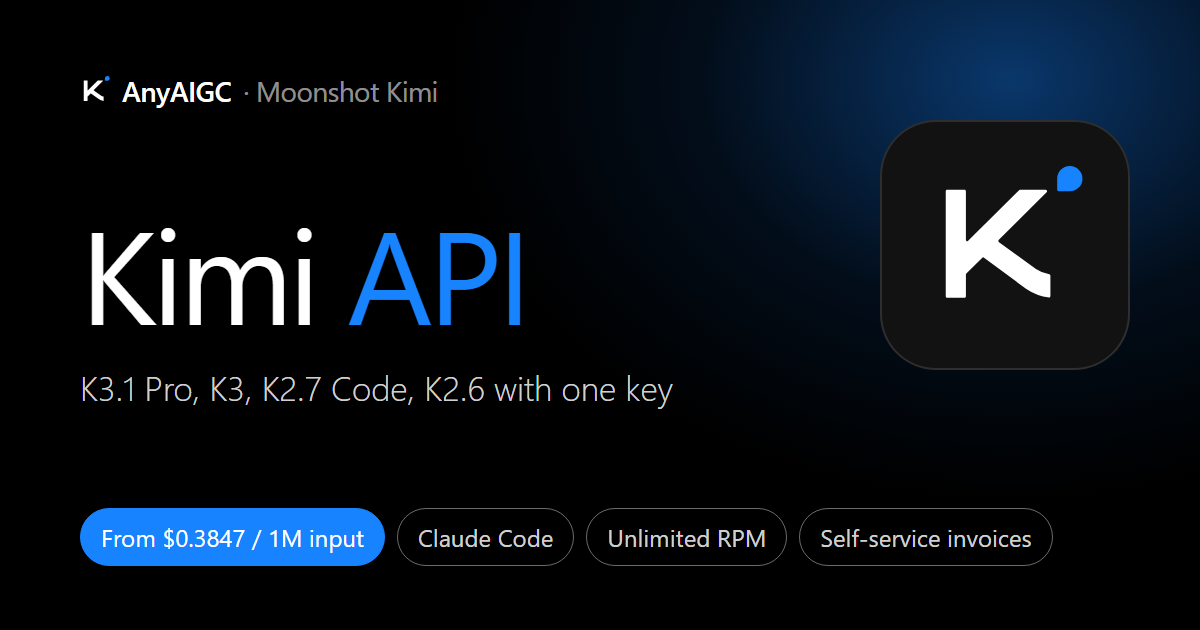 AnyAIGC · Moonshot Kimi
Kimi API
K3.1 Pro, K3, K2.7 Code, K2.6 with one key
From $0.3847 / 1M input
Claude Code
Unlimited RPM
Self-service invoices